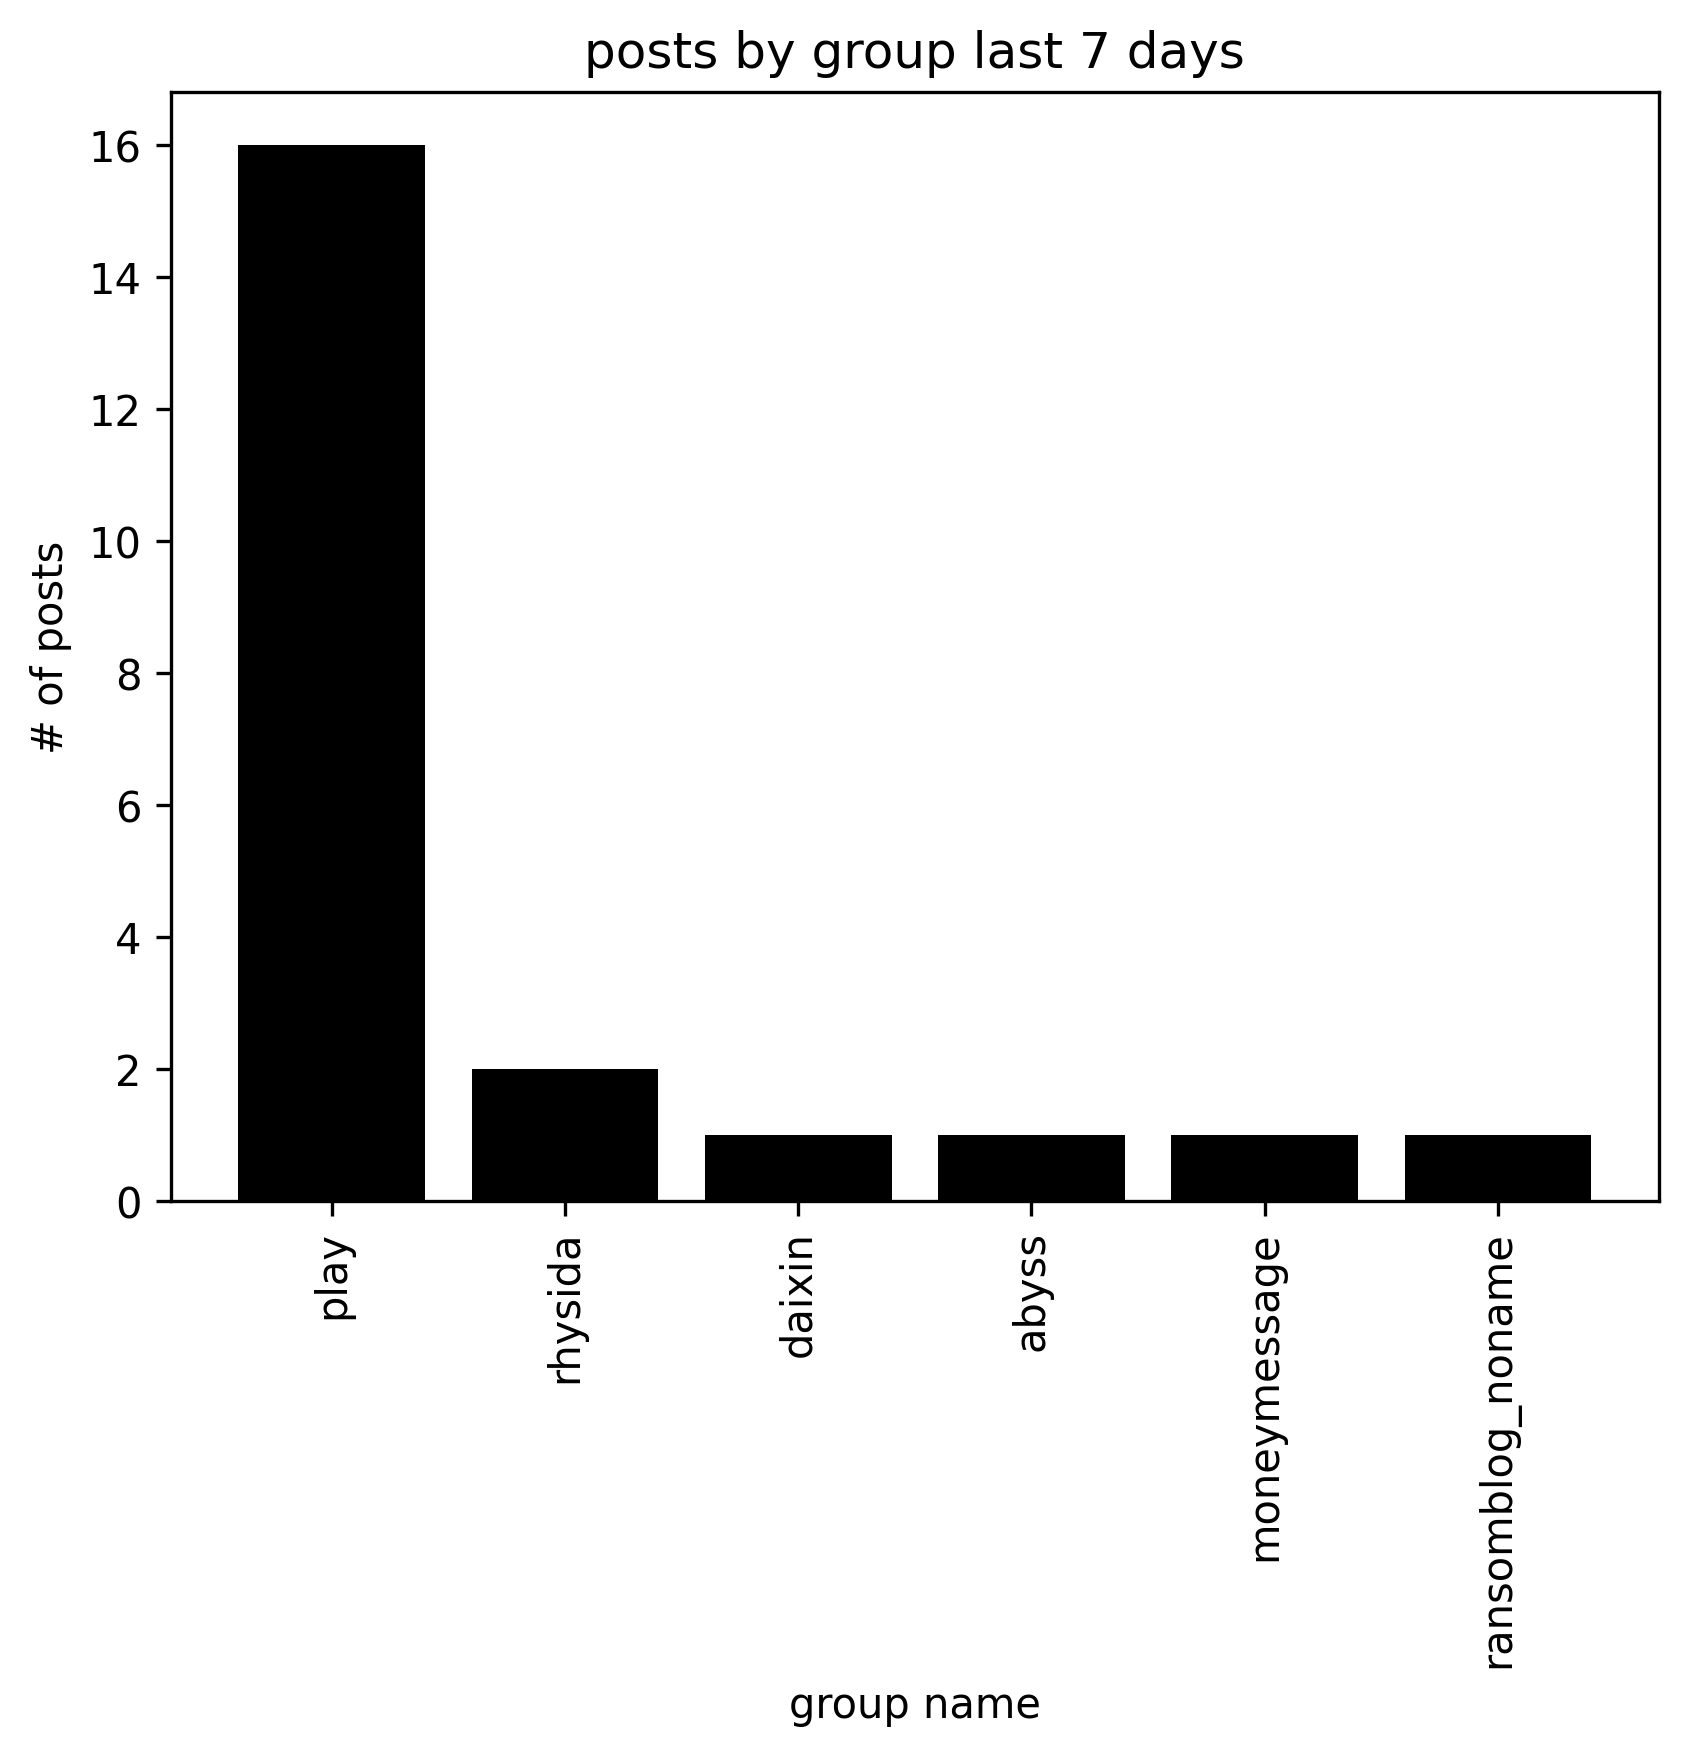 posts by group last 7 days
# of posts
16
14
12
10
8
6
4
2
0
play
rhysida
daixin
abyss
moneymessage
ransomblog_noname
group name